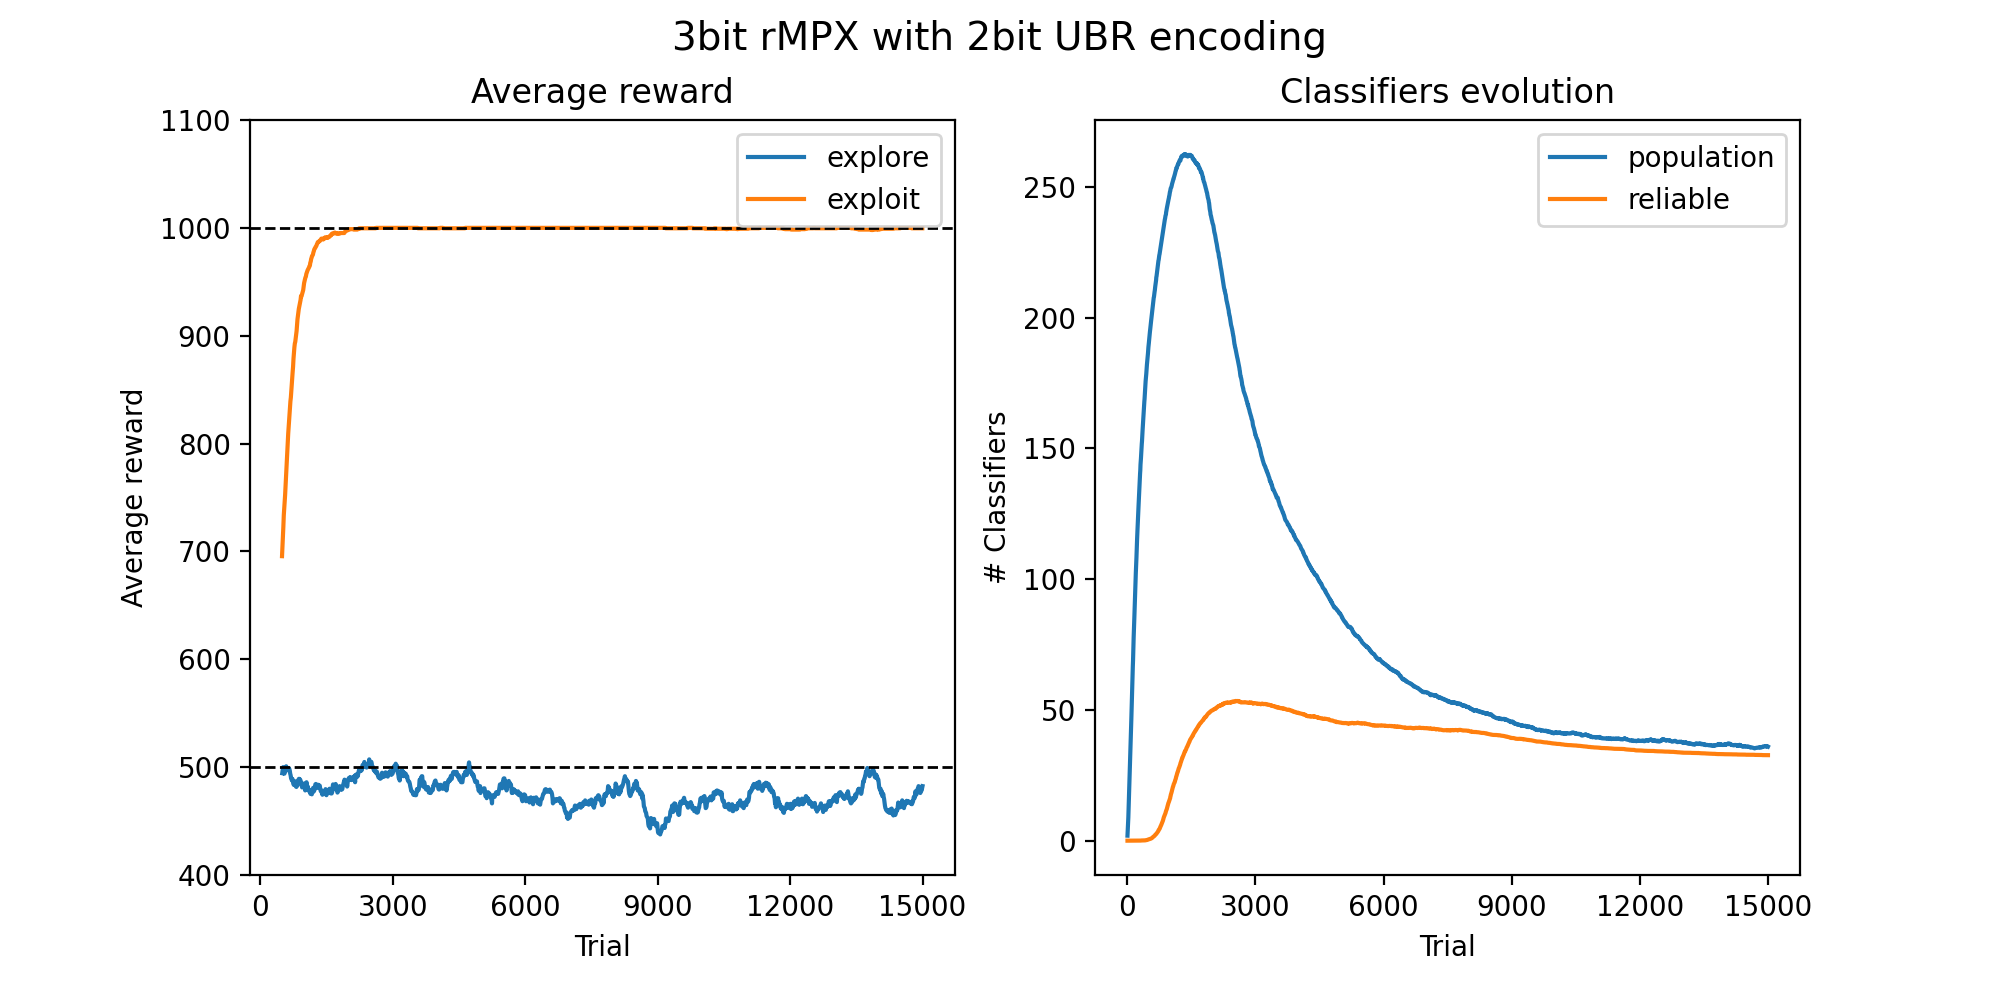 3bit rMPX with 2bit UBR encoding
Average reward
1100
1000
900
800
700
600
500
400
Average reward
explore
exploit
0 3000 6000 9000 12000 15000
Trial
Classifiers evolution
250
200
150
100
50
0
# Classifiers
population
reliable
0 3000 6000 9000 12000 15000
Trial